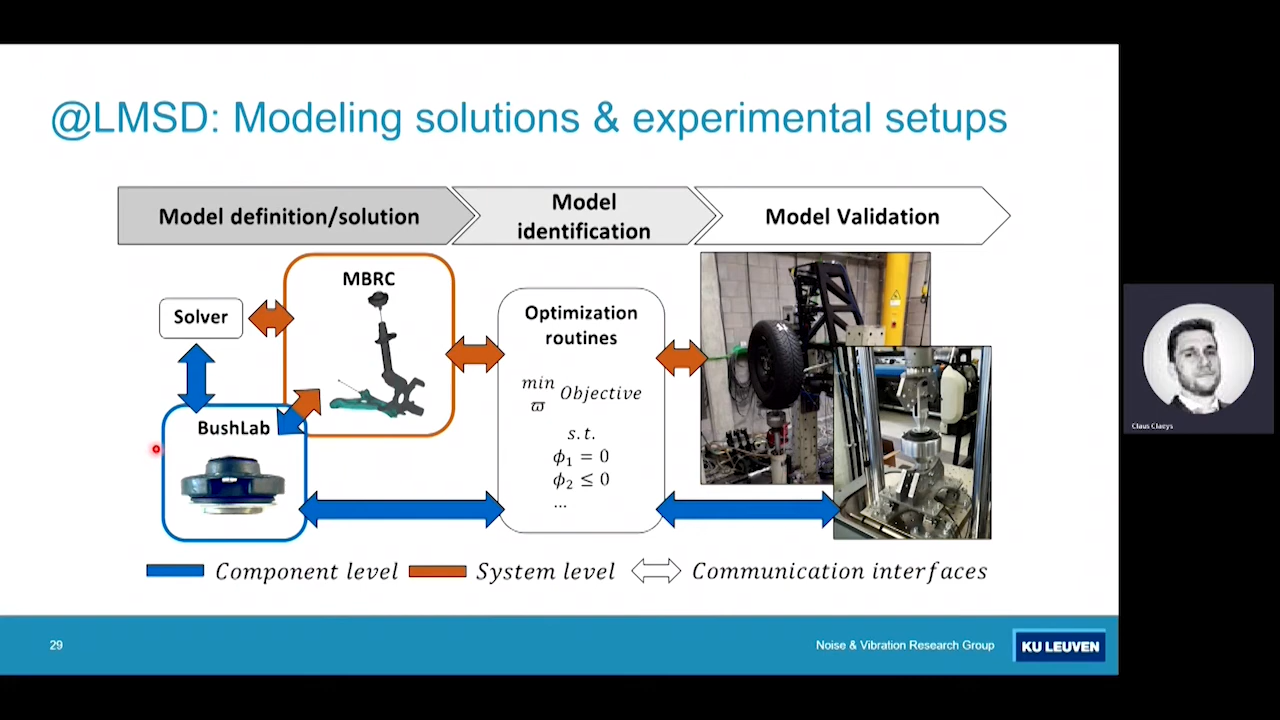 @LMSD: Modeling solutions & experimental setups
Model definition/solution
Model
identification
Model Validation
MBRC
Solver
BushLab
Optimization
routines
min Objective
ϖ
s.t.
ϕ₁ = 0
ϕ₂ ≤ 0
...
Component level
System level
Communication interfaces
29
Noise & Vibration Research Group
KU LEUVEN
Claus Claeys